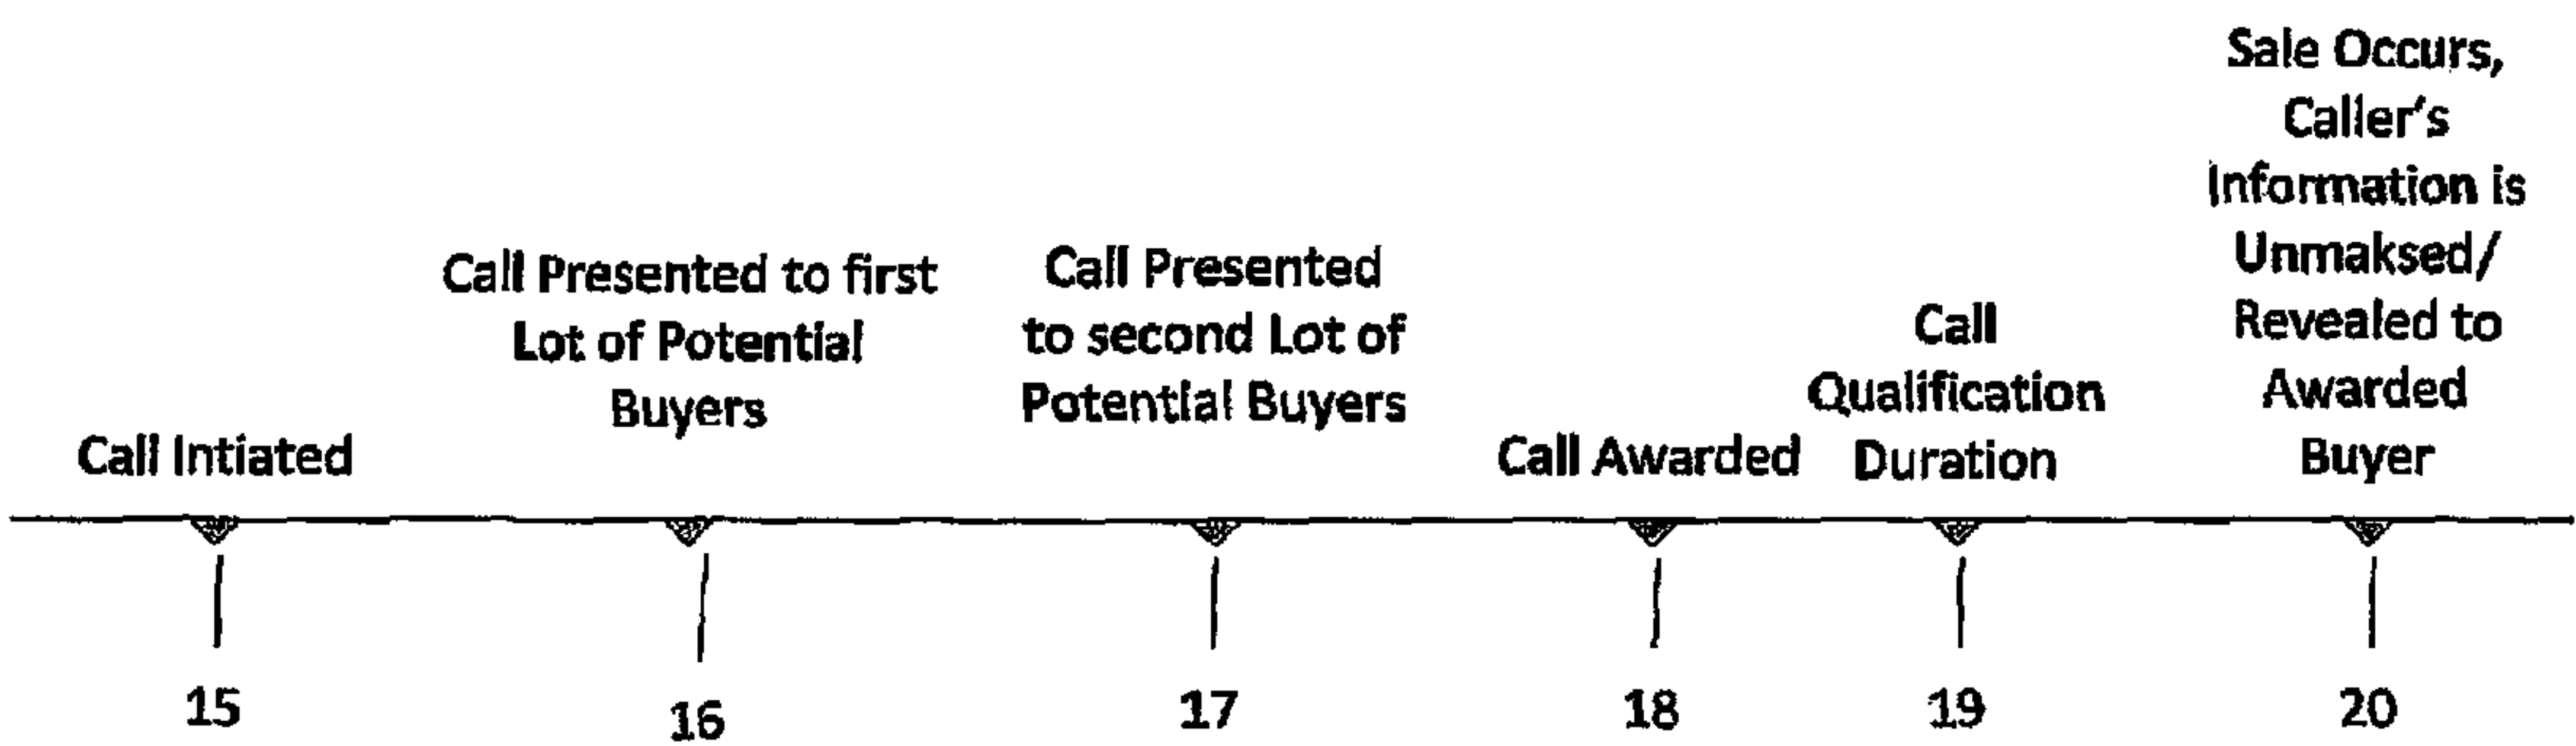 Call Intiated
Call Presented to first
Lot of Potential
Buyers
Call Presented
to second Lot of
Potential Buyers
Call Awarded
Call
Qualification
Duration
Sale Occurs,
Caller's
Information is
Unmaksed/
Revealed to
Awarded
Buyer
15
16
17
18
19
20